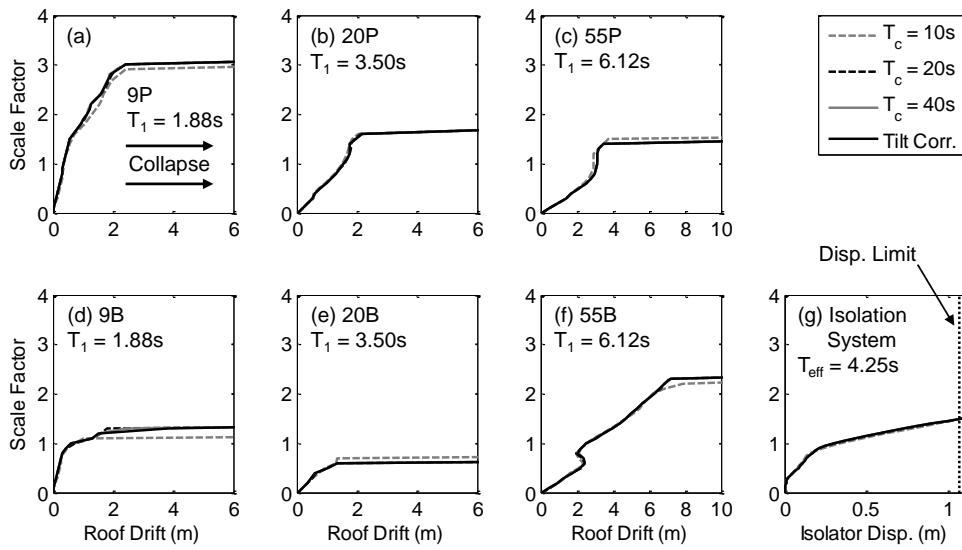 (a)
9P
T1 = 1.88s
Collapse
Scale Factor
4
3
2
1
0
0 2 4 6
(b) 20P
T1 = 3.50s
4
3
2
1
0
0 2 4 6
(c) 55P
T1 = 6.12s
4
3
2
1
0
0 2 4 6 8 10
Tc = 10s
Tc = 20s
Tc = 40s
Tilt Corr.
(d) 9B
T1 = 1.88s
Scale Factor
4
3
2
1
0
0 2 4 6
Roof Drift (m)
(e) 20B
T1 = 3.50s
4
3
2
1
0
0 2 4 6
Roof Drift (m)
(f) 55B
T1 = 6.12s
4
3
2
1
0
0 2 4 6 8 10
Roof Drift (m)
Disp. Limit
(g) Isolation
System
Teff = 4.25s
4
3
2
1
0
0 0.5 1
Isolator Disp. (m)